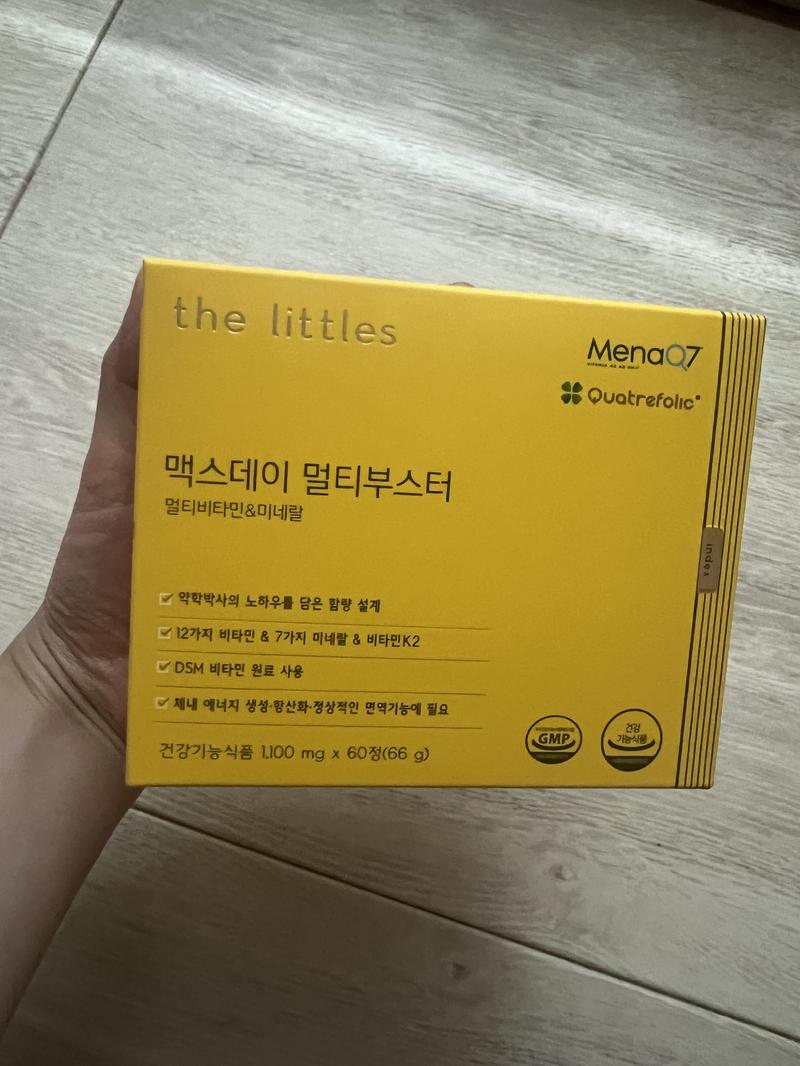 the littles
MenaQ7
Quatrefolic
맥스데이 멀티부스터
멀티비타민&미네랄
약학박사의 노하우를 담은 함량 설계
12가지 비타민 & 7가지 미네랄 & 비타민K2
DSM 비타민 원료 사용
체내 에너지 생성·항산화·정상적인 면역기능에 필요
건강기능식품 1,100 mg x 60정(66 g)
GMP
건강
기능식품
index